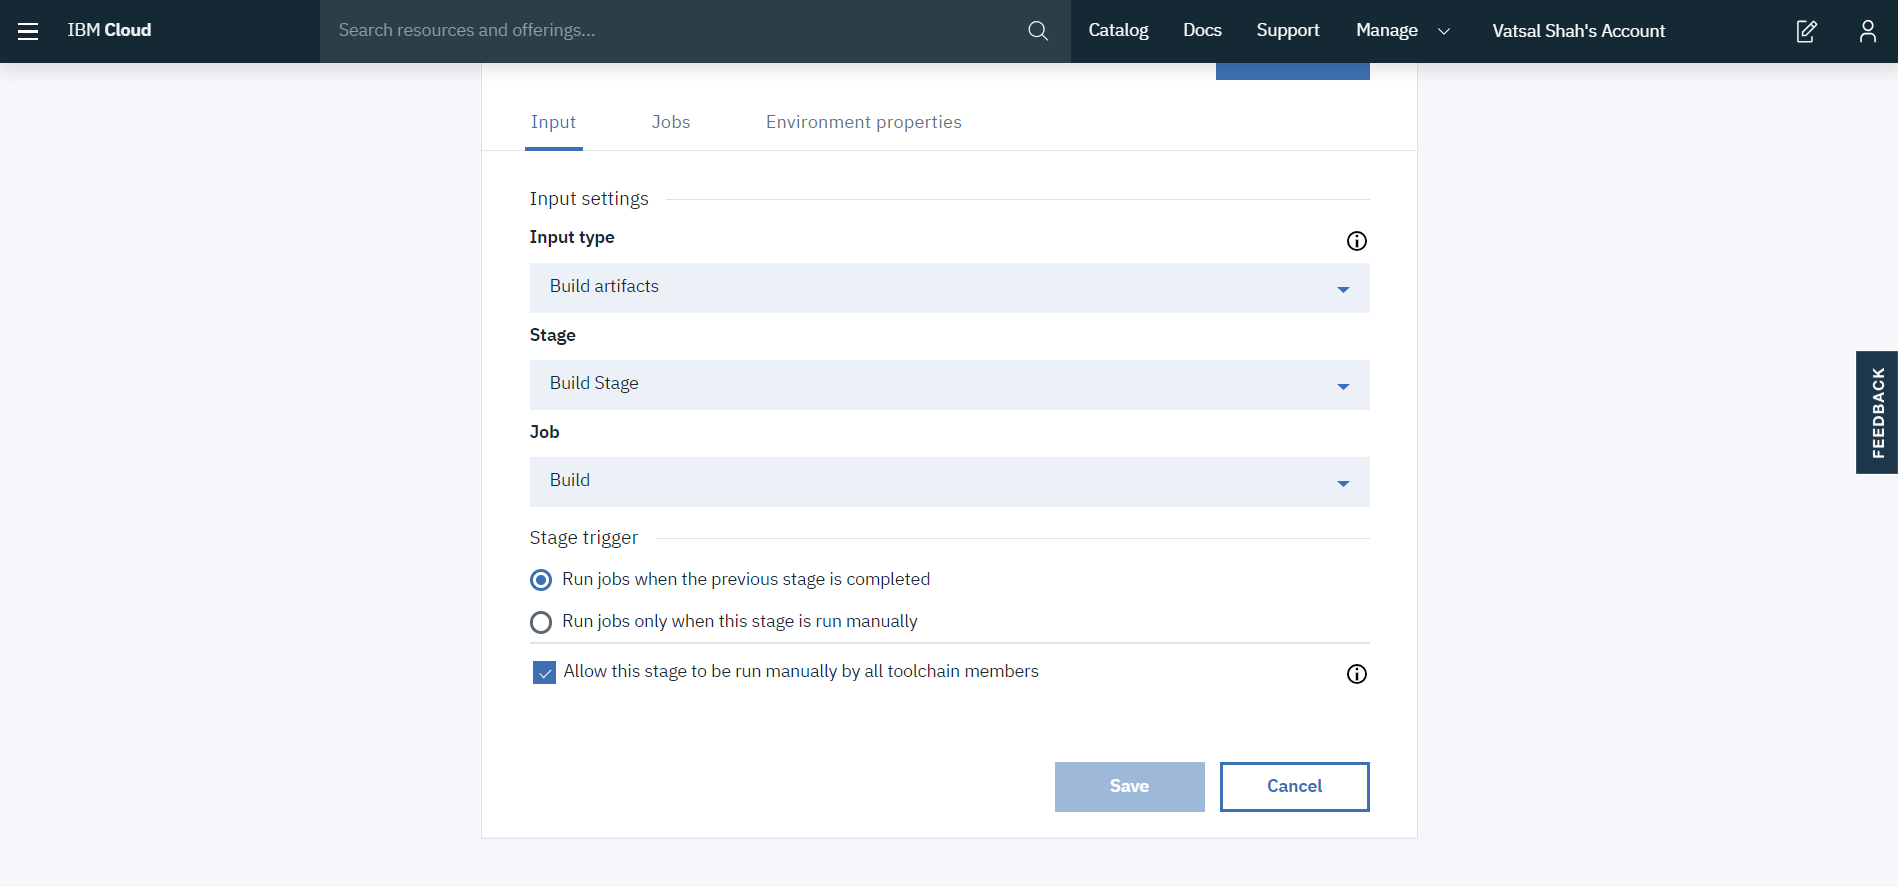 IBM Cloud
Search resources and offerings...
Catalog
Docs
Support
Manage
Vatsal Shah's Account
Input
Jobs
Environment properties
Input settings
Input type
Build artifacts
Stage
Build Stage
Job
Build
Stage trigger
Run jobs when the previous stage is completed
Run jobs only when this stage is run manually
Allow this stage to be run manually by all toolchain members
Save
Cancel
FEEDBACK